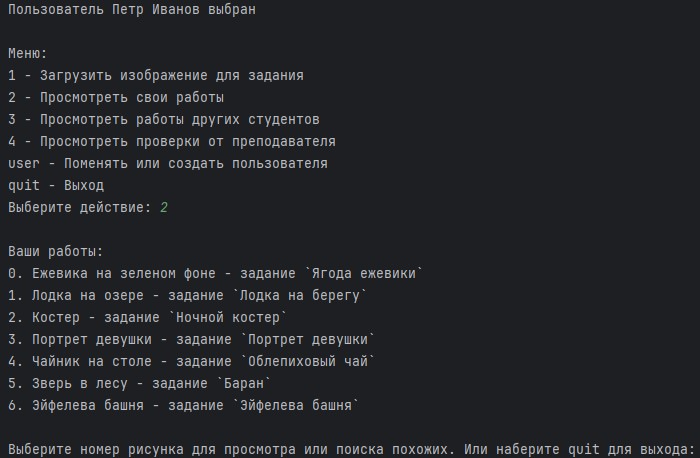 Пользователь Петр Иванов выбран
Меню:
1 - Загрузить изображение для задания
2 - Просмотреть свои работы
3 - Просмотреть работы других студентов
4 - Просмотреть проверки от преподавателя
user - Поменять или создать пользователя
quit - Выход
Выберите действие: 2
Ваши работы:
0. Ежевика на зеленом фоне - задание `Ягода ежевики`
1. Лодка на озере - задание `Лодка на берегу`
2. Костер - задание `Ночной костер`
3. Портрет девушки - задание `Портрет девушки`
4. Чайник на столе - задание `Облепиховый чай`
5. Зверь в лесу - задание `Баран`
6. Эйфелева башня - задание `Эйфелева башня`
Выберите номер рисунка для просмотра или поиска похожих. Или наберите quit для выхода: